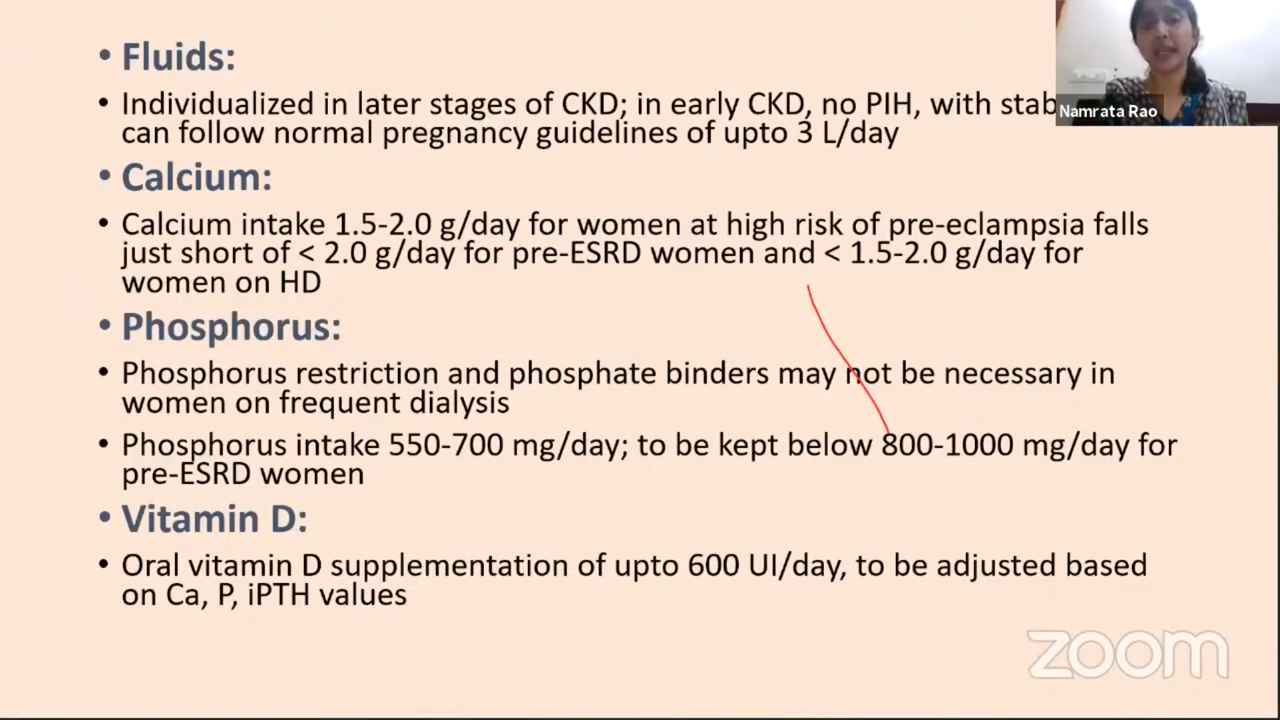 • Fluids:
• Individualized in later stages of CKD; in early CKD, no PIH, with
can follow normal pregnancy guidelines of upto 3 L/day
• Calcium:
• Calcium intake 1.5-2.0 g/day for women at high risk of pre-eclampsia falls
just short of < 2.0 g/day for pre-ESRD women and < 1.5-2.0 g/day for
women on HD
• Phosphorus:
• Phosphorus restriction and phosphate binders may not be necessary in
women on frequent dialysis
• Phosphorus intake 550-700 mg/day; to be kept below 800-1000 mg/day for
pre-ESRD women
• Vitamin D:
• Oral vitamin D supplementation of upto 600 UI/day, to be adjusted based
on Ca, P, iPTH values
Namrata Rao
zoom